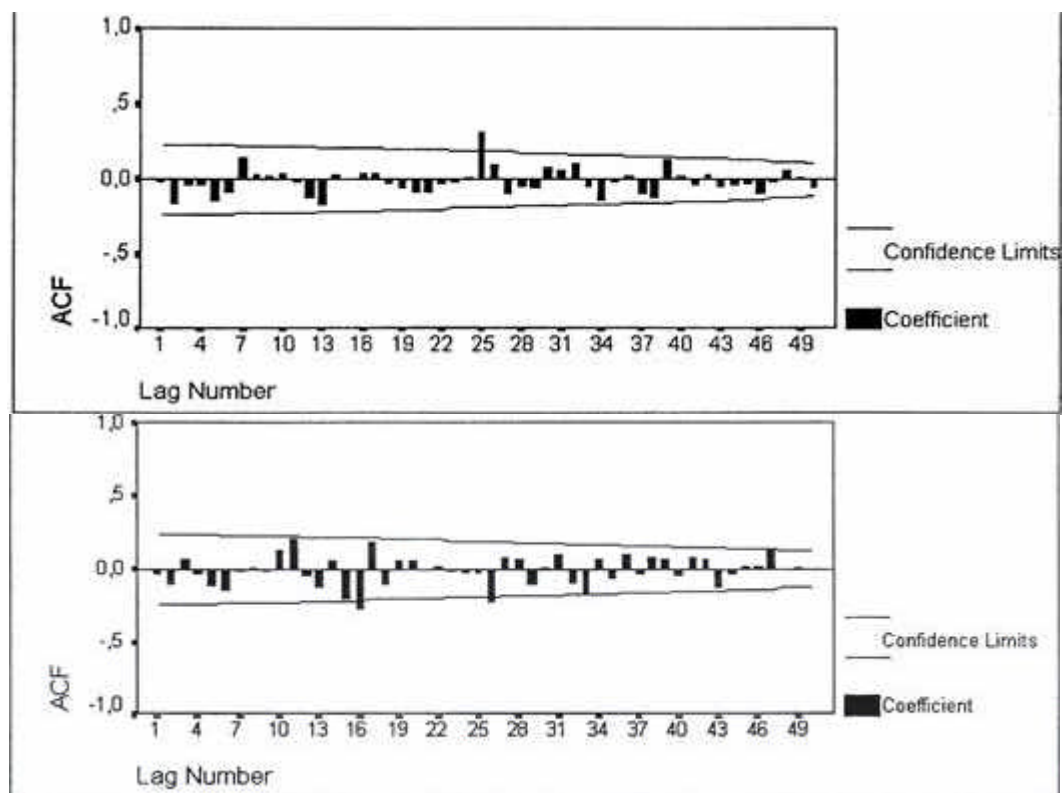 1,0
,5
0,0
-,5
-1,0
ACF
1 4 7 10 13 16 19 22 25 28 31 34 37 40 43 46 49
Lag Number
Confidence Limits
Coefficient
1,0
,5
0,0
-,5
-1,0
ACF
1 4 7 10 13 16 19 22 25 28 31 34 37 40 43 46 49
Lag Number
Confidence Limits
Coefficient